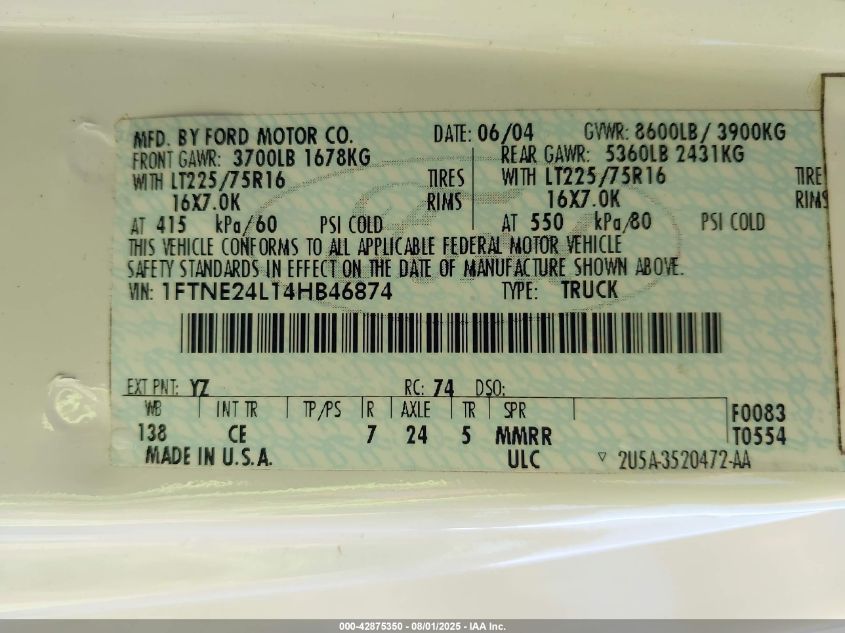 MFD. BY FORD MOTOR CO. DATE: 06/04 GVWR: 8600LB / 3900KG
FRONT GAWR: 3700LB 1678KG REAR GAWR: 5360LB 2431KG
WITH LT225/75R16 TIRES WITH LT225/75R16 TIRE
16X7.0K RIMS 16X7.0K RIMS
AT 415 kPa/60 PSI COLD AT 550 kPa/80 PSI COLD
THIS VEHICLE CONFORMS TO ALL APPLICABLE FEDERAL MOTOR VEHICLE
SAFETY STANDARDS IN EFFECT ON THE DATE OF MANUFACTURE SHOWN ABOVE.
VIN: 1FTNE24L14HB46874 TYPE: TRUCK
EXT PNT: YZ RC: 74 DSO:
WB INT TR TP/PS R AXLE TR SPR F0083
138 CE 7 24 5 MMRR T0554
MADE IN U.S.A. ULC ▽ 2U5A-3520472-AA
000-42875350 - 08/01/2025 - IAA Inc.